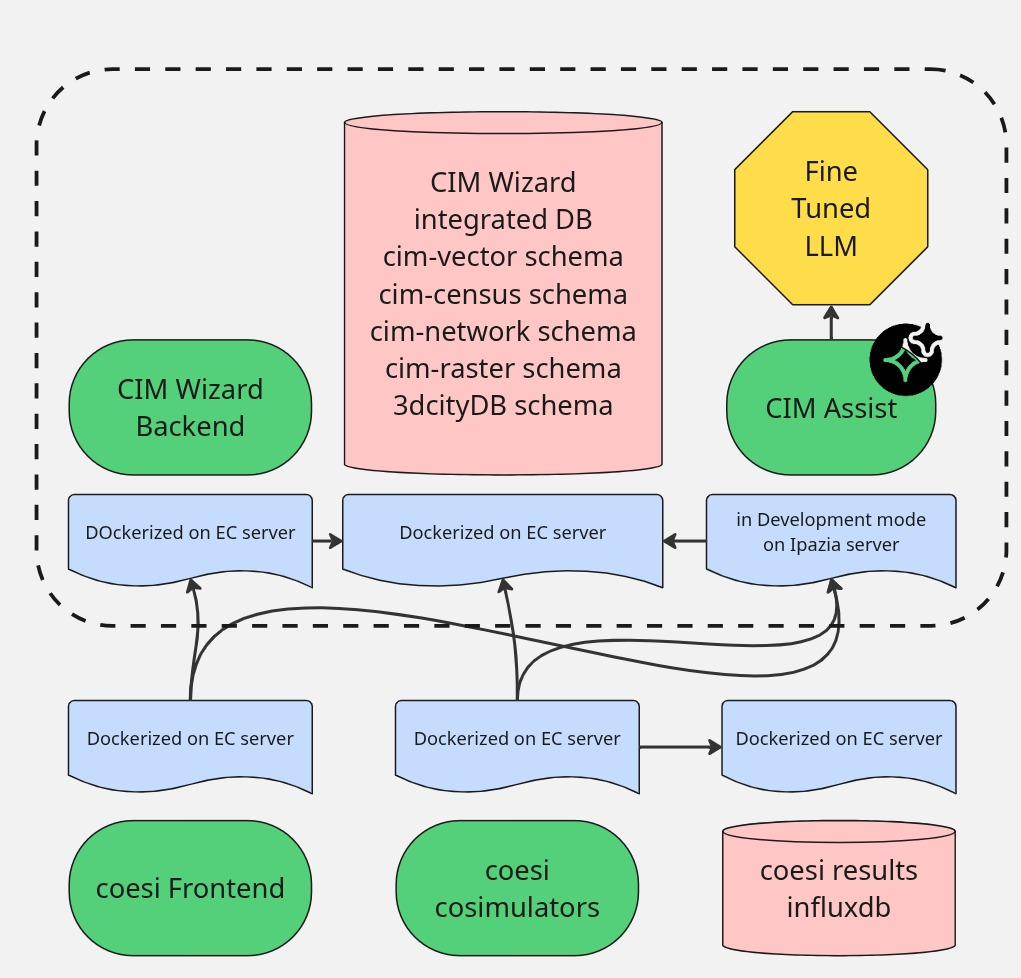 CIM Wizard
integrated DB
cim-vector schema
cim-census schema
cim-network schema
cim-raster schema
3dcityDB schema
Fine
Tuned
LLM
CIM Wizard
Backend
CIM Assist
DOckerized on EC server
Dockerized on EC server
in Development mode
on Ipazia server
Dockerized on EC server
Dockerized on EC server
Dockerized on EC server
coesi Frontend
coesi
cosimulators
coesi results
influxdb